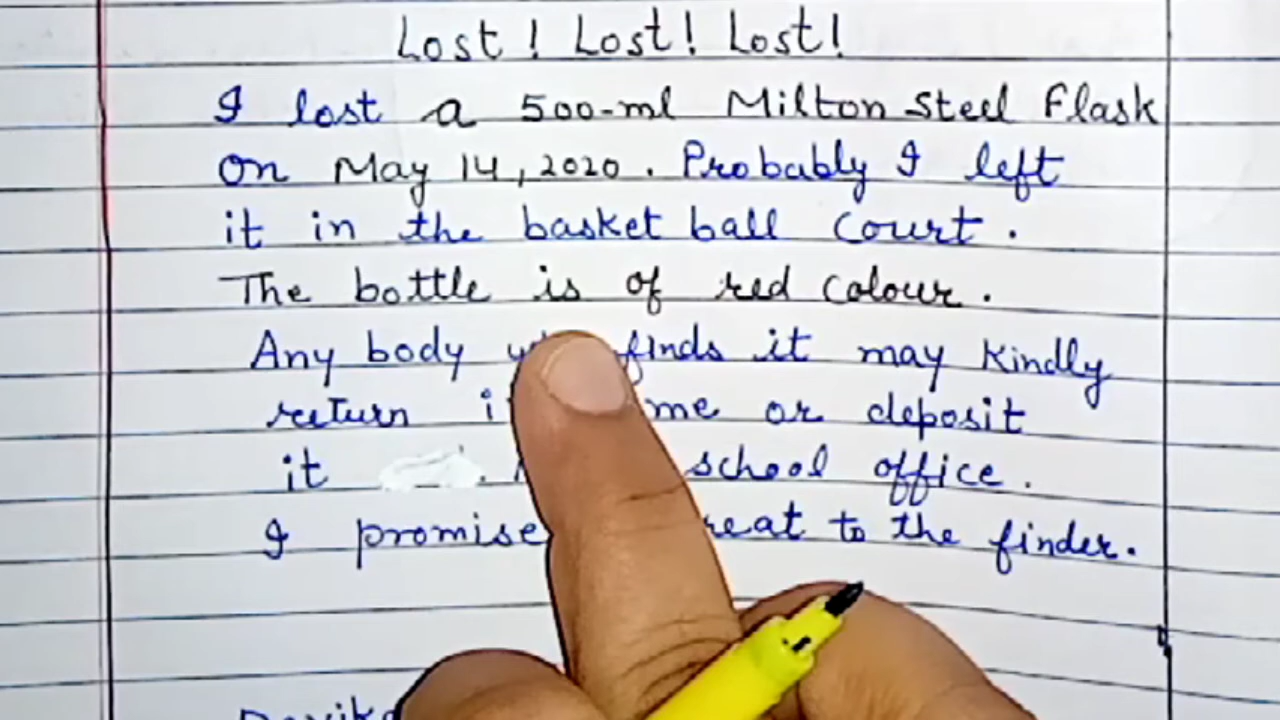 Lost ! Lost! Lost!
I lost a 500-ml Milton Steel Flask
on May 14, 2020. Probably I left
it in the basket ball Court.
The bottle is of red Colour.
Any body finds it may Kindly
return me or deposit
it school office.
I promise to the finder.